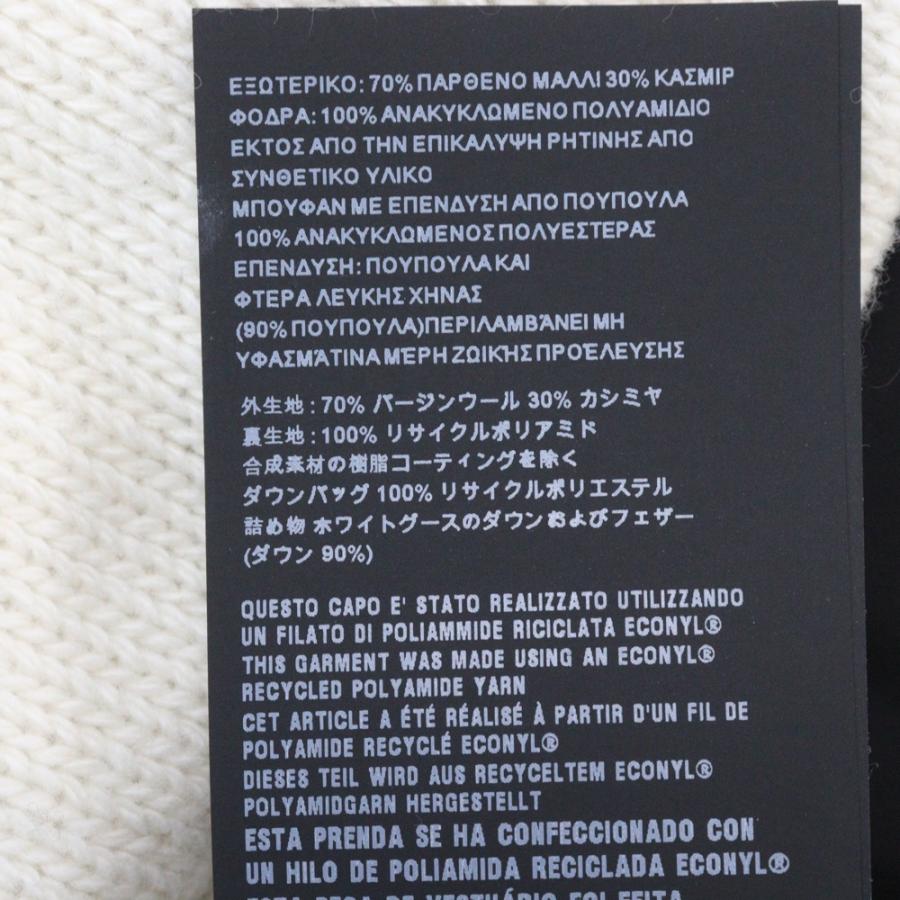 ΕΞΩΤΕΡΙΚΟ: 70% ΠΑΡΘΕΝΟ ΜΑΛΛΙ 30% ΚΑΣΜΙΡ
ΦΟΔΡΑ: 100% ΑΝΑΚΥΚΛΩΜΕΝΟ ΠΟΛΥΑΜΙΔΙΟ
ΕΚΤΟΣ ΑΠΟ ΤΗΝ ΕΠΙΚΑΛΥΨΗ ΡΗΤΙΝΗΣ ΑΠΟ
ΣΥΝΘΕΤΙΚΟ ΥΛΙΚΟ
ΜΠΟΥΦΑΝ ΜΕ ΕΠΕΝΔΥΣΗ ΑΠΟ ΠΟΥΠΟΥΛΑ
100% ΑΝΑΚΥΚΛΩΜΕΝΟΣ ΠΟΛΥΕΣΤΕΡΑΣ
ΕΠΕΝΔΥΣΗ: ΠΟΥΠΟΥΛΑ ΚΑΙ
ΦΤΕΡΑ ΛΕΥΚΗΣ ΧΗΝΑΣ
(90% ΠΟΥΠΟΥΛΑ)ΠΕΡΙΛΑΜΒΆΝΕΙ ΜΗ
ΥΦΑΣΜΆΤΙΝΑ ΜΈΡΗ ΖΩΙΚΉΣ ΠΡΟΈΛΕΥΣΗΣ
外生地 : 70% バージンウール 30% カシミヤ
裏生地 : 100% リサイクルポリアミド
合成素材の樹脂コーティングを除く
ダウンバッグ 100% リサイクルポリエステル
詰め物 ホワイトグースのダウンおよびフェザー
(ダウン 90%)
QUESTO CAPO E' STATO REALIZZATO UTILIZZANDO
UN FILATO DI POLIAMMIDE RICICLATA ECONYL®
THIS GARMENT WAS MADE USING AN ECONYL®
RECYCLED POLYAMIDE YARN
CET ARTICLE A ÉTÉ RÉALISÉ À PARTIR D'UN FIL DE
POLYAMIDE RECYCLÉ ECONYL®
DIESES TEIL WIRD AUS RECYCELTEM ECONYL®
POLYAMIDGARN HERGESTELLT
ESTA PRENDA SE HA CONFECCIONADO CON
UN HILO DE POLIAMIDA RECICLADA ECONYL®
ESTA PEÇA DE VESTUÁRIO FOI FEITA